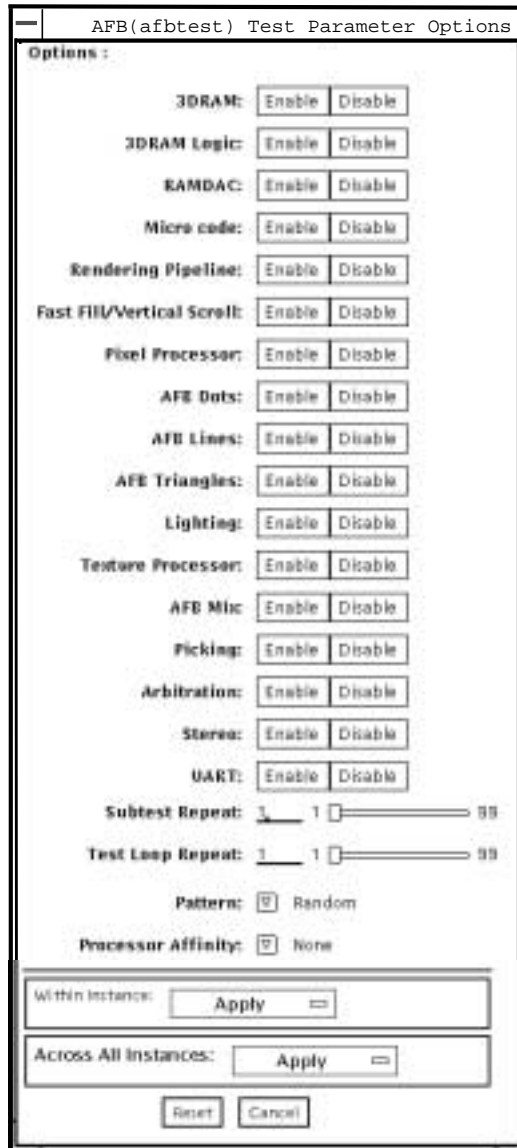 AFB(afbtest) Test Parameter Options
Options :
3DRAM: Enable Disable
3DRAM Logic: Enable Disable
RAMDAC: Enable Disable
Micro code: Enable Disable
Rendering Pipeline: Enable Disable
Fast Fill/Vertical Scroll: Enable Disable
Pixel Processor: Enable Disable
AFB Dots: Enable Disable
AFB Lines: Enable Disable
AFB Triangles: Enable Disable
Lighting: Enable Disable
Texture Processor: Enable Disable
AFB Misc Enable Disable
Picking: Enable Disable
Arbitration: Enable Disable
Stereo: Enable Disable
UART: Enable Disable
Subtest Repeat: 1 1 99
Test Loop Repeat: 1 1 99
Pattern: Random
Processor Affinity: None
Within Instance: Apply
Across All Instances: Apply
Reset Cancel